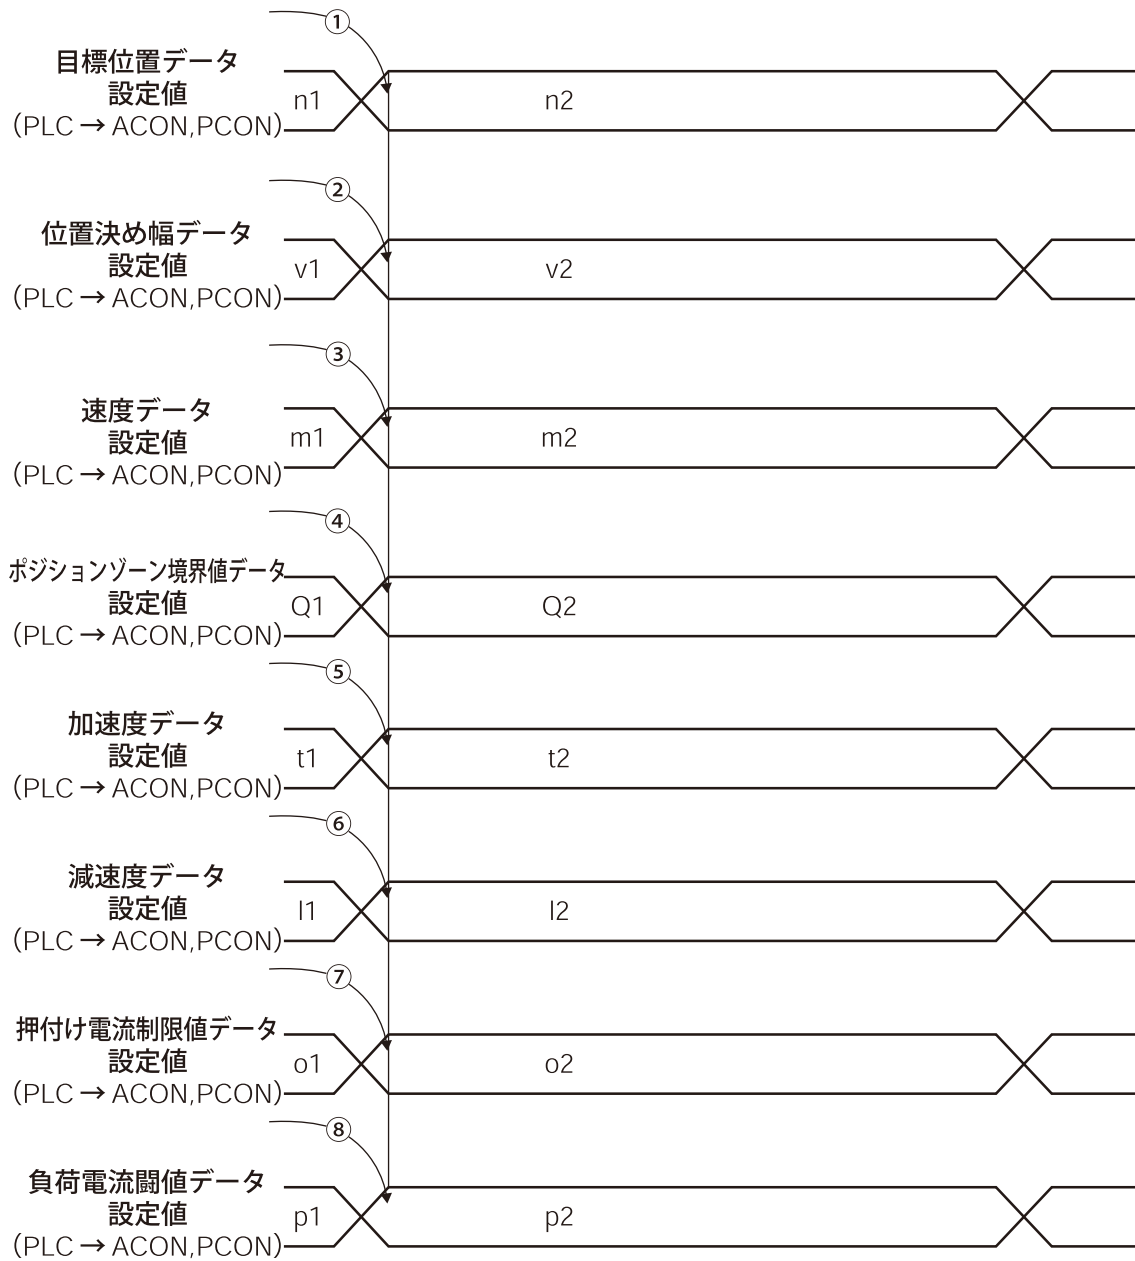 ①
目標位置データ
設定値
(PLC → ACON,PCON)
n1
n2
②
位置決め幅データ
設定値
(PLC → ACON,PCON)
v1
v2
③
速度データ
設定値
(PLC → ACON,PCON)
m1
m2
④
ポジションゾーン境界値データ
設定値
(PLC → ACON,PCON)
Q1
Q2
⑤
加速度データ
設定値
(PLC → ACON,PCON)
t1
t2
⑥
減速度データ
設定値
(PLC → ACON,PCON)
l1
l2
⑦
押付け電流制限値データ
設定値
(PLC → ACON,PCON)
o1
o2
⑧
負荷電流闘値データ
設定値
(PLC → ACON,PCON)
p1
p2